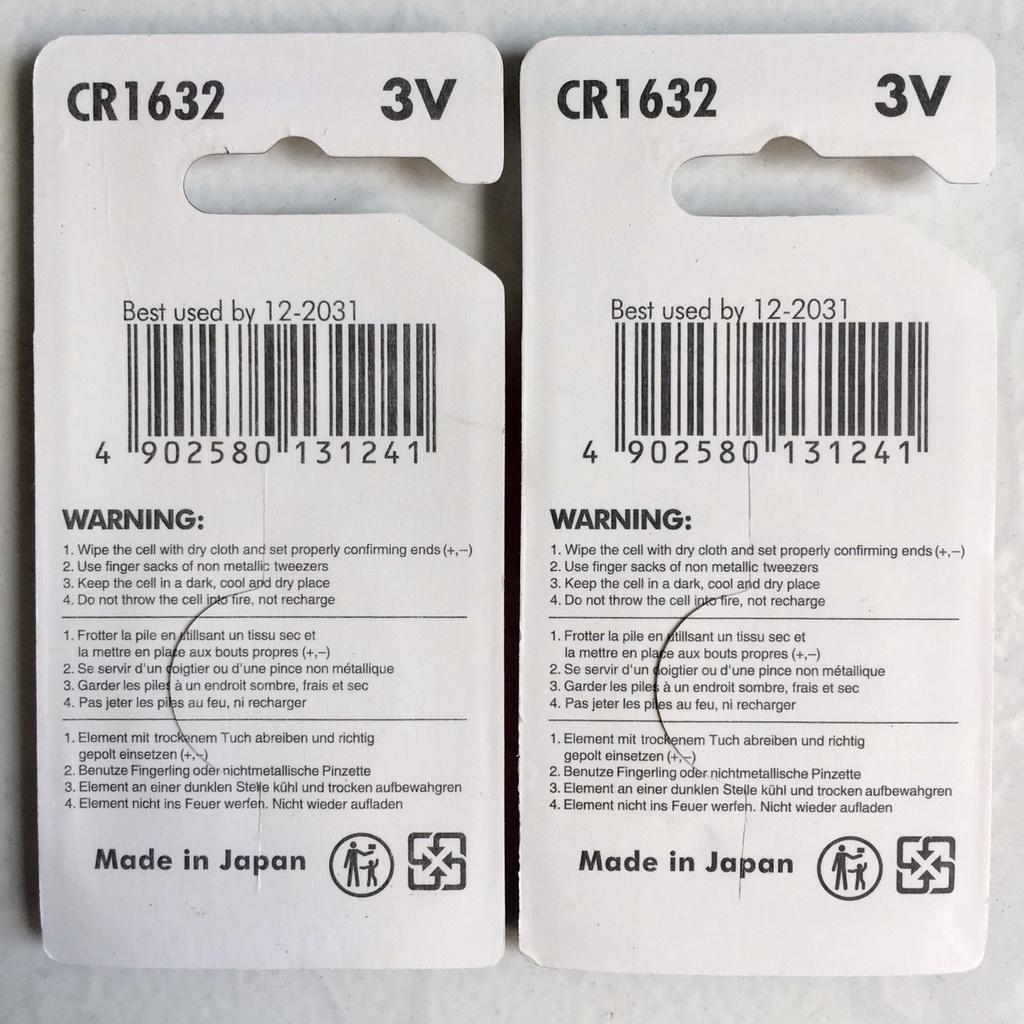 CR1632 3V
Best used by 12-2031
4 902580 131241
WARNING:
1. Wipe the cell with dry cloth and set properly confirming ends (+,–)
2. Use finger sacks of non metallic tweezers
3. Keep the cell in a dark, cool and dry place
4. Do not throw the cell into fire, not recharge
1. Frotter la pile en utillsant un tissu sec et
la mettre en place aux bouts propres (+,–)
2. Se servir d'un doigtier ou d'une pince non métallique
3. Garder les piles à un endroit sombre, frais et sec
4. Pas jeter les piles au feu, ni recharger
1. Element mit trockenem Tuch abreiben und richtig
gepolt einsetzen (+,–)
2. Benutze Fingerling oder nichtmetallische Pinzette
3. Element an einer dunklen Stelle kühl und trocken aufbewahren
4. Element nicht ins Feuer werfen. Nicht wieder aufladen
Made in Japan
CR1632 3V
Best used by 12-2031
4 902580 131241
WARNING:
1. Wipe the cell with dry cloth and set properly confirming ends (+,–)
2. Use finger sacks of non metallic tweezers
3. Keep the cell in a dark, cool and dry place
4. Do not throw the cell into fire, not recharge
1. Frotter la pile en utillsant un tissu sec et
la mettre en place aux bouts propres (+,–)
2. Se servir d'un doigtier ou d'une pince non métallique
3. Garder les piles à un endroit sombre, frais et sec
4. Pas jeter les piles au feu, ni recharger
1. Element mit trockenem Tuch abreiben und richtig
gepolt einsetzen (+,–)
2. Benutze Fingerling oder nichtmetallische Pinzette
3. Element an einer dunklen Stelle kühl und trocken aufbewahren
4. Element nicht ins Feuer werfen. Nicht wieder aufladen
Made in Japan